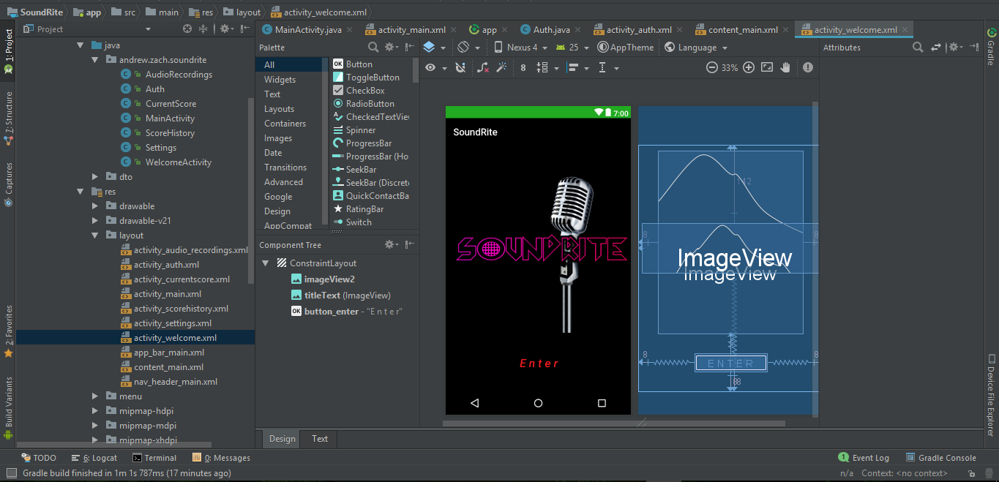 SoundRite app src main res layout activity_welcome.xml
Project
MainActivity.java activity_main.xml app Auth.java activity_auth.xml content_main.xml activity_welcome.xml
Palette
Nexus 4 25 AppTheme Language
Attributes
8 33%
All
Widgets
Text
Layouts
Containers
Images
Date
Transitions
Advanced
Google
Design
AppCompat
Button
ToggleButton
CheckBox
RadioButton
CheckedTextVie
Spinner
ProgressBar
ProgressBar (Ho
SeekBar
SeekBar (Discret
QuickContactBa
RatingBar
Switch
java
andrew.zach.soundrite
AudioRecordings
Auth
CurrentScore
MainActivity
ScoreHistory
Settings
WelcomeActivity
dto
res
drawable
drawable-v21
layout
activity_audio_recordings.xml
activity_auth.xml
activity_currentscore.xml
activity_main.xml
activity_scorehistory.xml
activity_settings.xml
activity_welcome.xml
app_bar_main.xml
content_main.xml
nav_header_main.xml
menu
mipmap-hdpi
mipmap-mdpi
mipmap-xhdpi
Component Tree
ConstraintLayout
imageView2
titleText (ImageView)
button_enter - "E n t e r"
7:00
SoundRite
SOUNDRITE
Enter
142
8 8
ImageView
ImageView
8 8
ENTER
88
Design Text
1: Project
7: Structure
Captures
2: Favorites
Build Variants
Gradle
Device File Explorer
TODO 6: Logcat Terminal 0: Messages
1 Event Log Gradle Console
Gradle build finished in 1m 1s 787ms (17 minutes ago)
n/a Context: <no context>